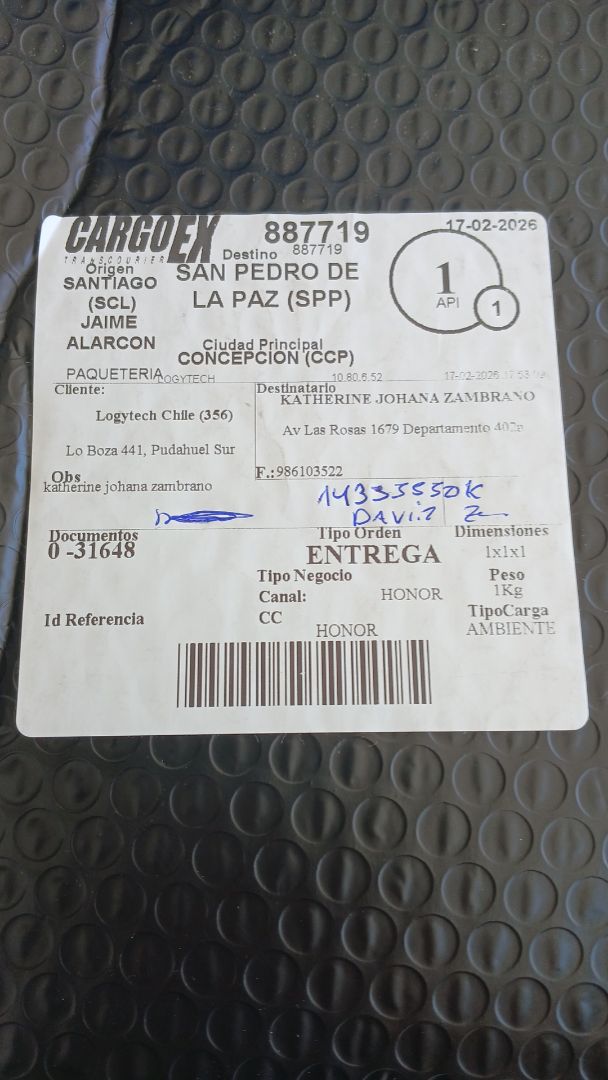 CARGOEX
TRANSCOURIER
887719
17-02-2026
Destino 887719
Origen
SANTIAGO
(SCL)
JAIME
ALARCON
SAN PEDRO DE
LA PAZ (SPP)
1
API
1
Ciudad Principal
CONCEPCION (CCP)
PAQUETERIA LOGYTECH 10.80.6.52 17-02-2026
Cliente:
Logytech Chile (356)
Lo Boza 441, Pudahuel Sur
Destinatario
KATHERINE JOHANA ZAMBRANO
Av Las Rosas 1679 Departamento
F.:986103522
Obs
katherine johana zambrano
Documentos
0 -31648
Tipo Orden
ENTREGA
Dimensiones
1x1x1
Tipo Negocio
Peso
1Kg
Canal: HONOR
TipoCarga
AMBIENTE
Id Referencia
CC
HONOR